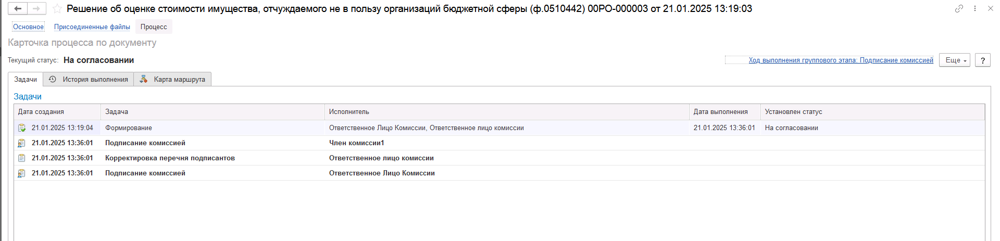 Решение об оценке стоимости имущества, отчуждаемого не в пользу организаций бюджетной сферы (ф.0510442) 00РО-000003 от 21.01.2025 13:19:03
Основное Присоединенные файлы Процесс
Карточка процесса по документу
Текущий статус: На согласовании Ход выполнения группового этапа: Подписание комиссией Еще ?
Задачи История выполнения Карта маршрута
Задачи
Дата создания Задача Исполнитель Дата выполнения Установлен статус
21.01.2025 13:19:04 Формирование Ответственное Лицо Комиссии, Ответственное лицо комиссии 21.01.2025 13:36:01 На согласовании
21.01.2025 13:36:01 Подписание комиссией Член комиссии1
21.01.2025 13:36:01 Корректировка перечня подписантов Ответственное лицо комиссии
21.01.2025 13:36:01 Подписание комиссией Ответственное Лицо Комиссии